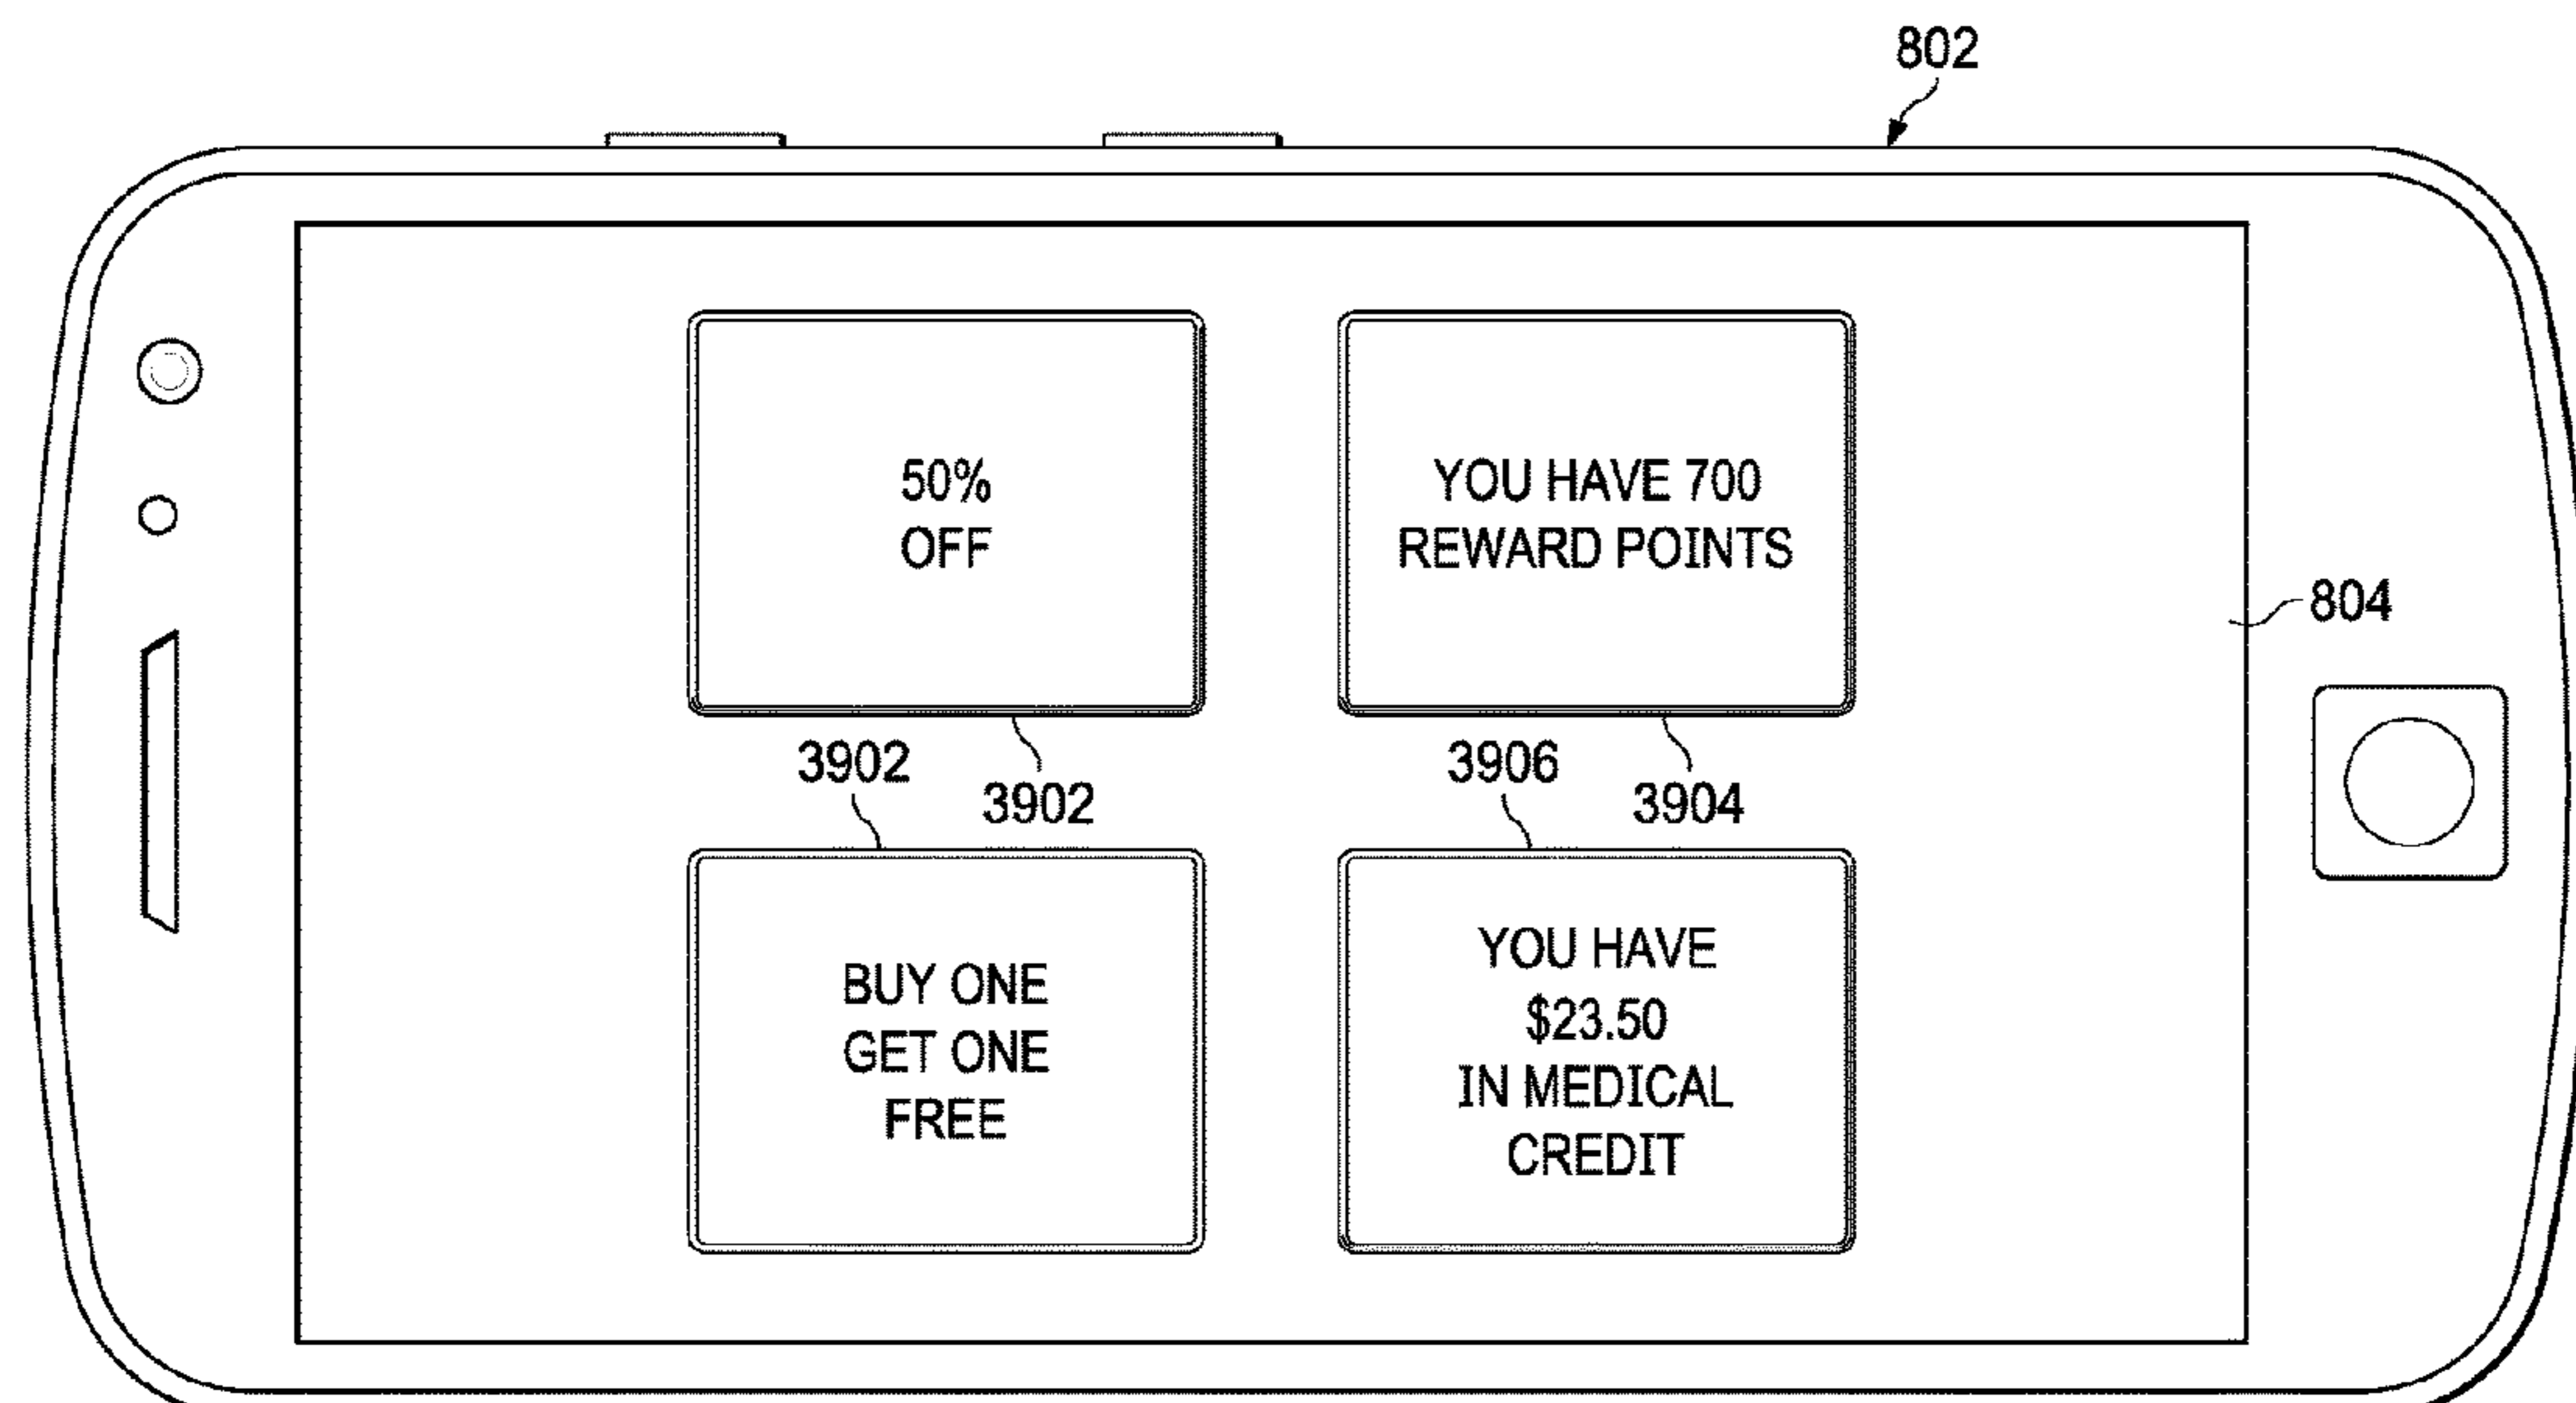 802
50%
OFF
YOU HAVE 700
REWARD POINTS
804
3902
3902
3906
3904
BUY ONE
GET ONE
FREE
YOU HAVE
$23.50
IN MEDICAL
CREDIT